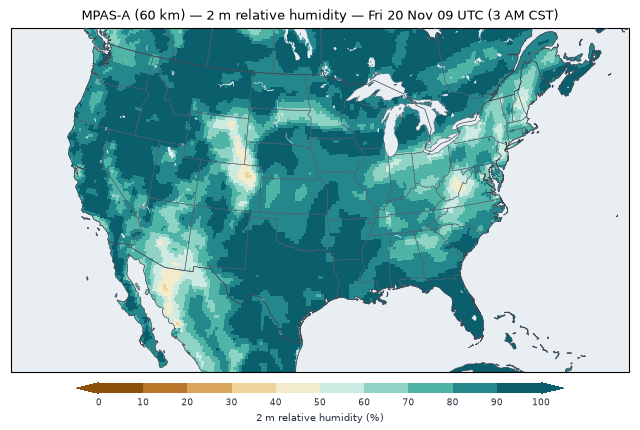 MPAS-A (60 km) — 2 m relative humidity — Fri 20 Nov 09 UTC (3 AM CST)
0 10 20 30 40 50 60 70 80 90 100
2 m relative humidity (%)